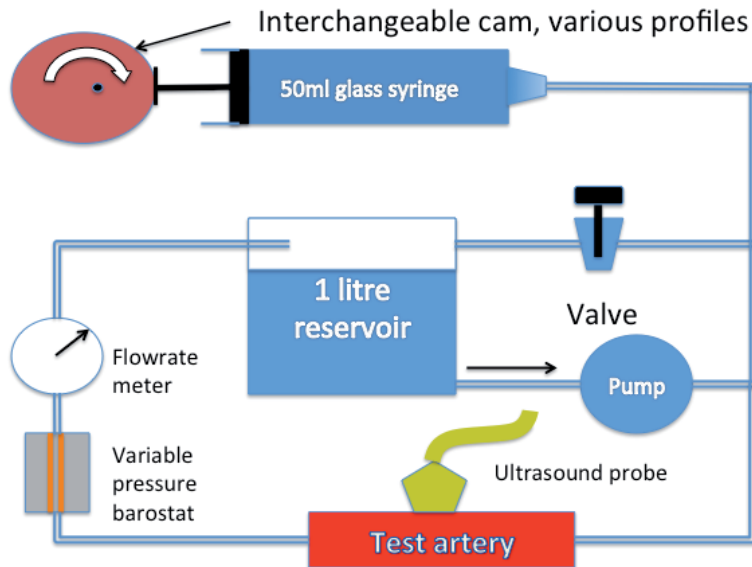 Interchangeable cam, various profiles
50ml glass syringe
1 litre
reservoir
Valve
Flowrate
meter
Pump
Variable
pressure
barostat
Ultrasound probe
Test artery